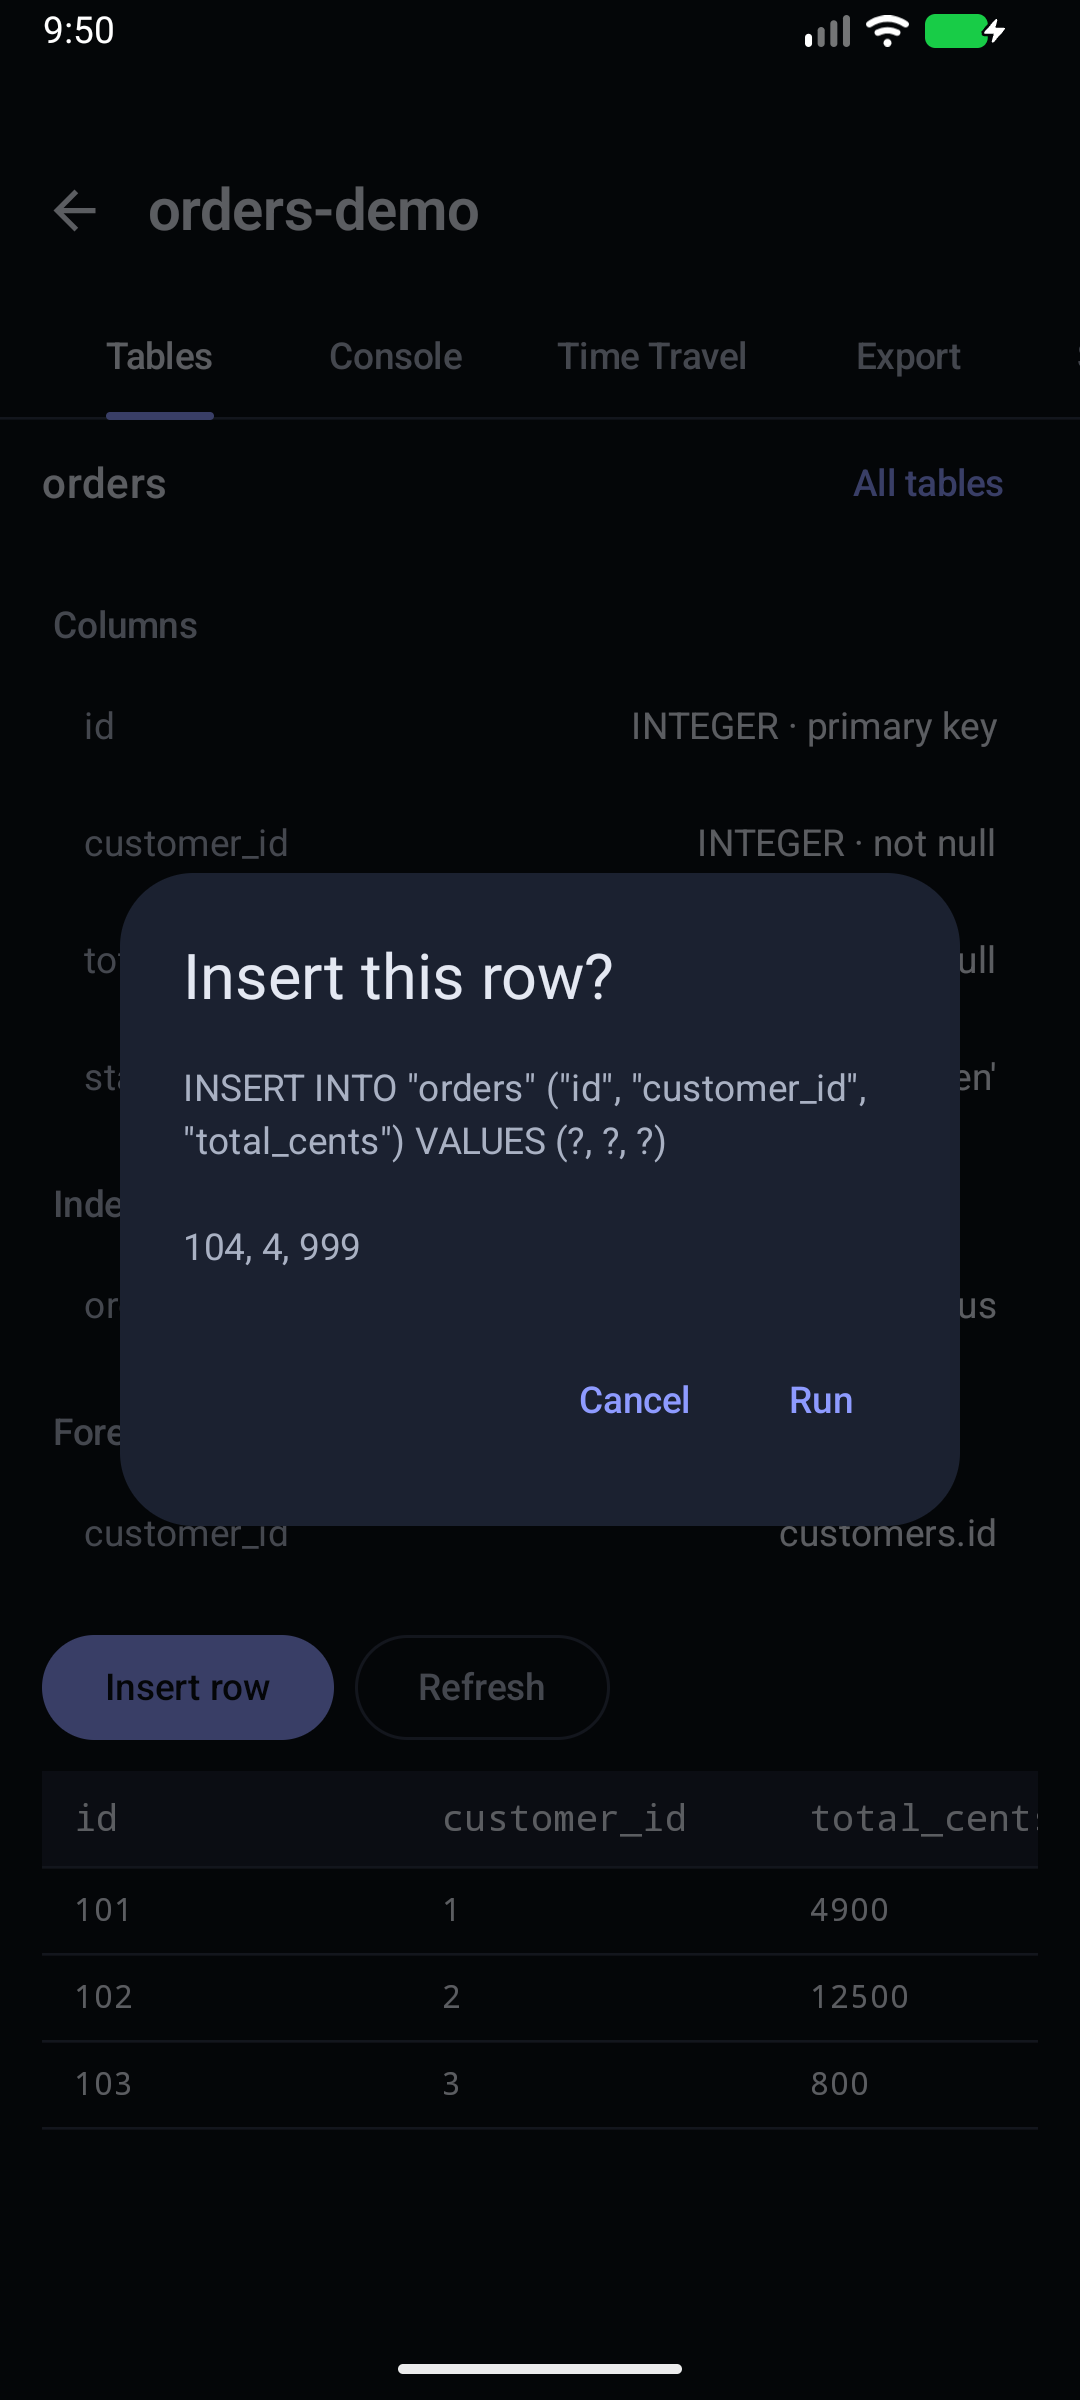 9:50
orders-demo
Tables Console Time Travel Export
orders All tables
Columns
id INTEGER · primary key
customer_id INTEGER · not null
Insert this row?
INSERT INTO "orders" ("id", "customer_id",
"total_cents") VALUES (?, ?, ?)
104, 4, 999
Cancel Run
customer_id customers.id
Insert row Refresh
id customer_id total_cents
101 1 4900
102 2 12500
103 3 800